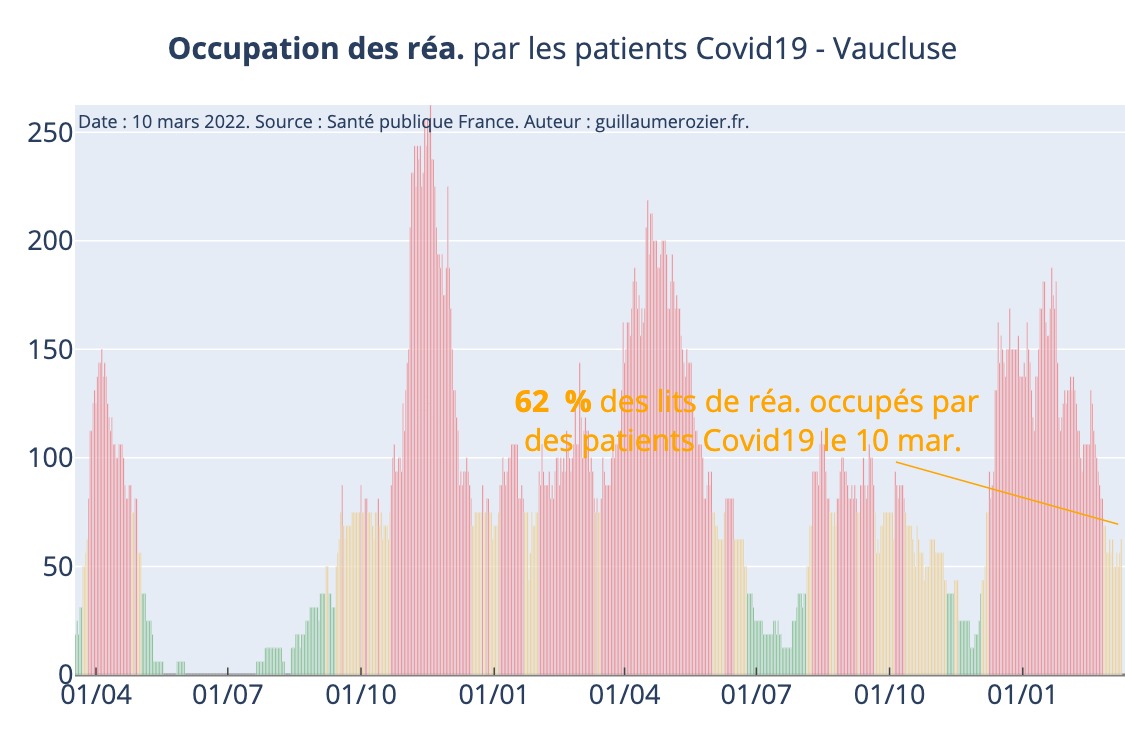 Occupation des réa. par les patients Covid19 - Vaucluse
Date : 10 mars 2022. Source : Santé publique France. Auteur : guillaumerozier.fr.
250
200
150
62 % des lits de réa. occupés par
des patients Covid19 le 10 mar.
100
50
0
01/04 01/07 01/10 01/01 01/04 01/07 01/10 01/01